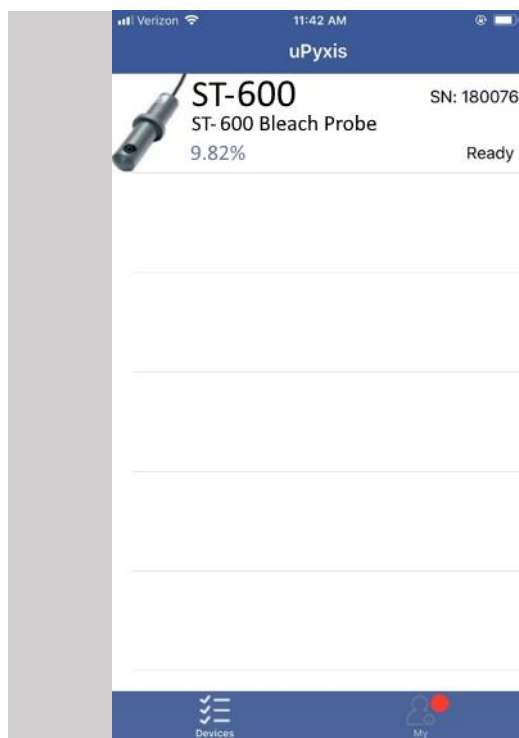 Verizon 11:42 AM
uPyxis
ST-600 SN: 180076
ST- 600 Bleach Probe
9.82% Ready
Devices My